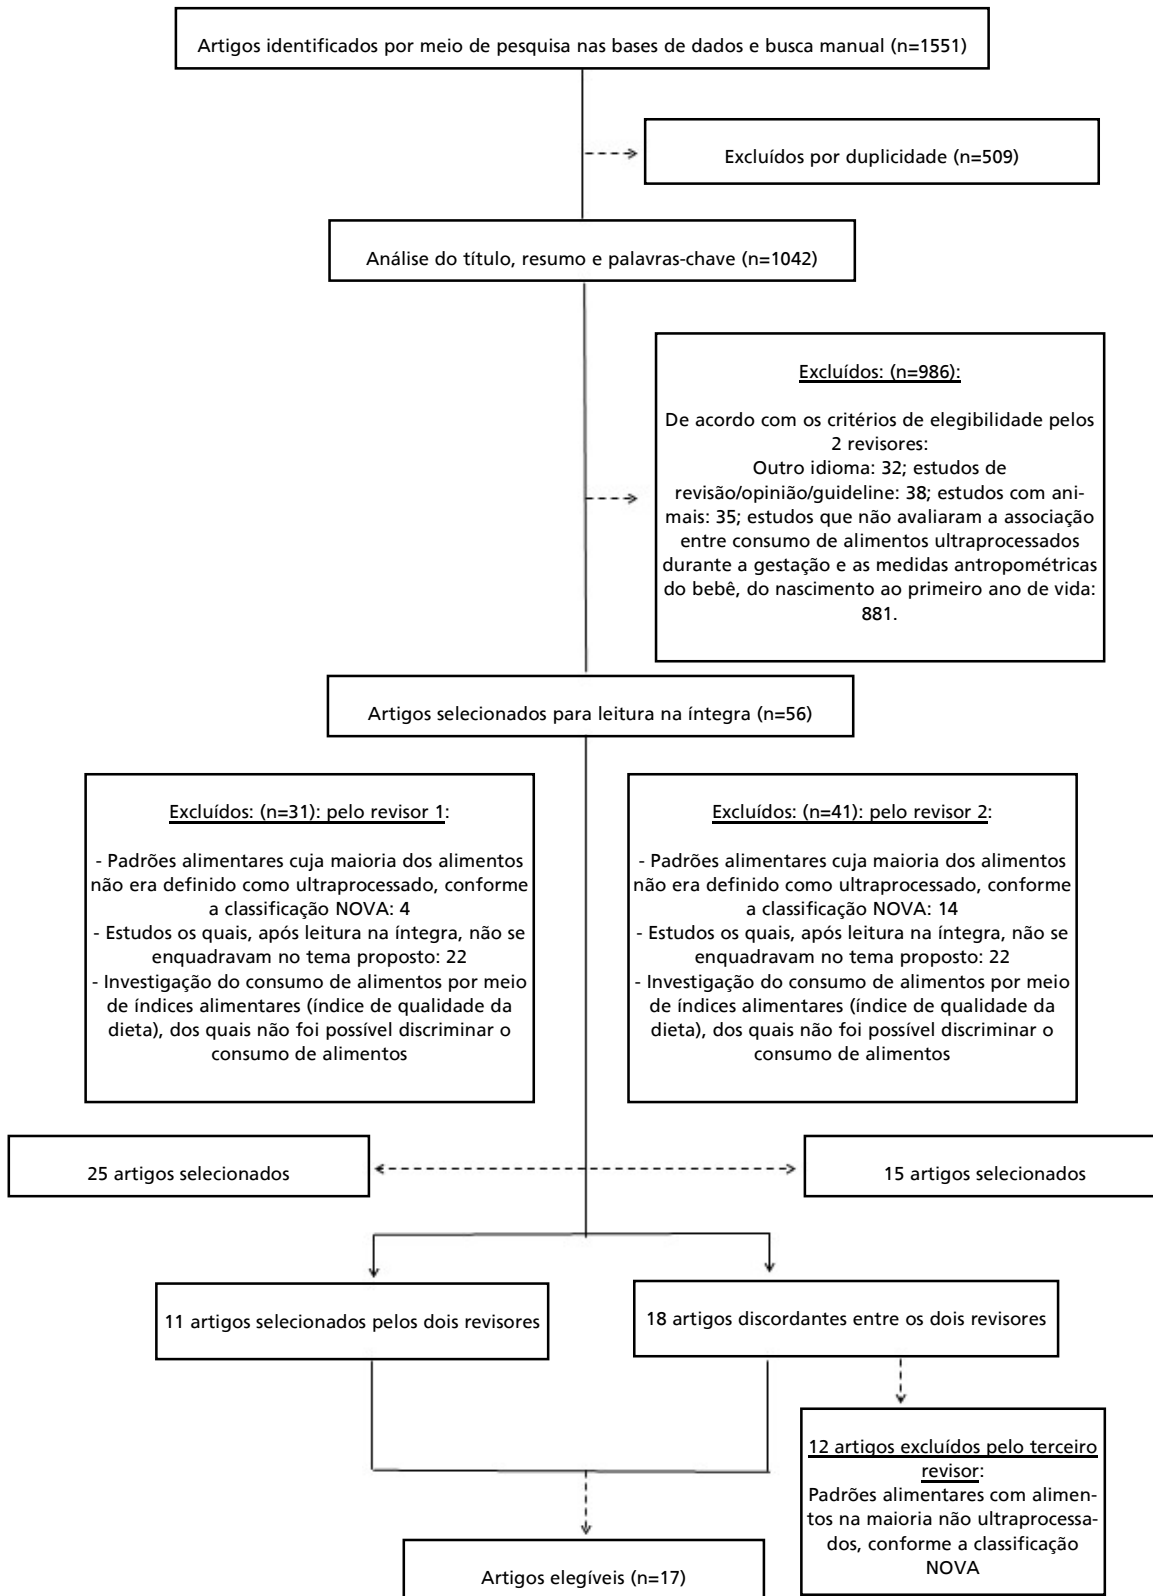 Artigos identificados por meio de pesquisa nas bases de dados e busca manual (n=1551)
Excluídos por duplicidade (n=509)
Análise do título, resumo e palavras-chave (n=1042)
Excluídos: (n=986):
De acordo com os critérios de elegibilidade pelos
2 revisores:
Outro idioma: 32; estudos de
revisão/opinião/guideline: 38; estudos com ani-
mais: 35; estudos que não avaliaram a associação
entre consumo de alimentos ultraprocessados
durante a gestação e as medidas antropométricas
do bebê, do nascimento ao primeiro ano de vida:
881.
Artigos selecionados para leitura na íntegra (n=56)
Excluídos: (n=31): pelo revisor 1:
- Padrões alimentares cuja maioria dos alimentos
não era definido como ultraprocessado, conforme
a classificação NOVA: 4
- Estudos os quais, após leitura na íntegra, não se
enquadravam no tema proposto: 22
- Investigação do consumo de alimentos por meio
de índices alimentares (índice de qualidade da
dieta), dos quais não foi possível discriminar o
consumo de alimentos
Excluídos: (n=41): pelo revisor 2:
- Padrões alimentares cuja maioria dos alimentos
não era definido como ultraprocessado, conforme
a classificação NOVA: 14
- Estudos os quais, após leitura na íntegra, não se
enquadravam no tema proposto: 22
- Investigação do consumo de alimentos por meio
de índices alimentares (índice de qualidade da
dieta), dos quais não foi possível discriminar o
consumo de alimentos
25 artigos selecionados
15 artigos selecionados
11 artigos selecionados pelos dois revisores
18 artigos discordantes entre os dois revisores
12 artigos excluídos pelo terceiro
revisor:
Padrões alimentares com alimen-
tos na maioria não ultraprocessa-
dos, conforme a classificação
NOVA
Artigos elegíveis (n=17)